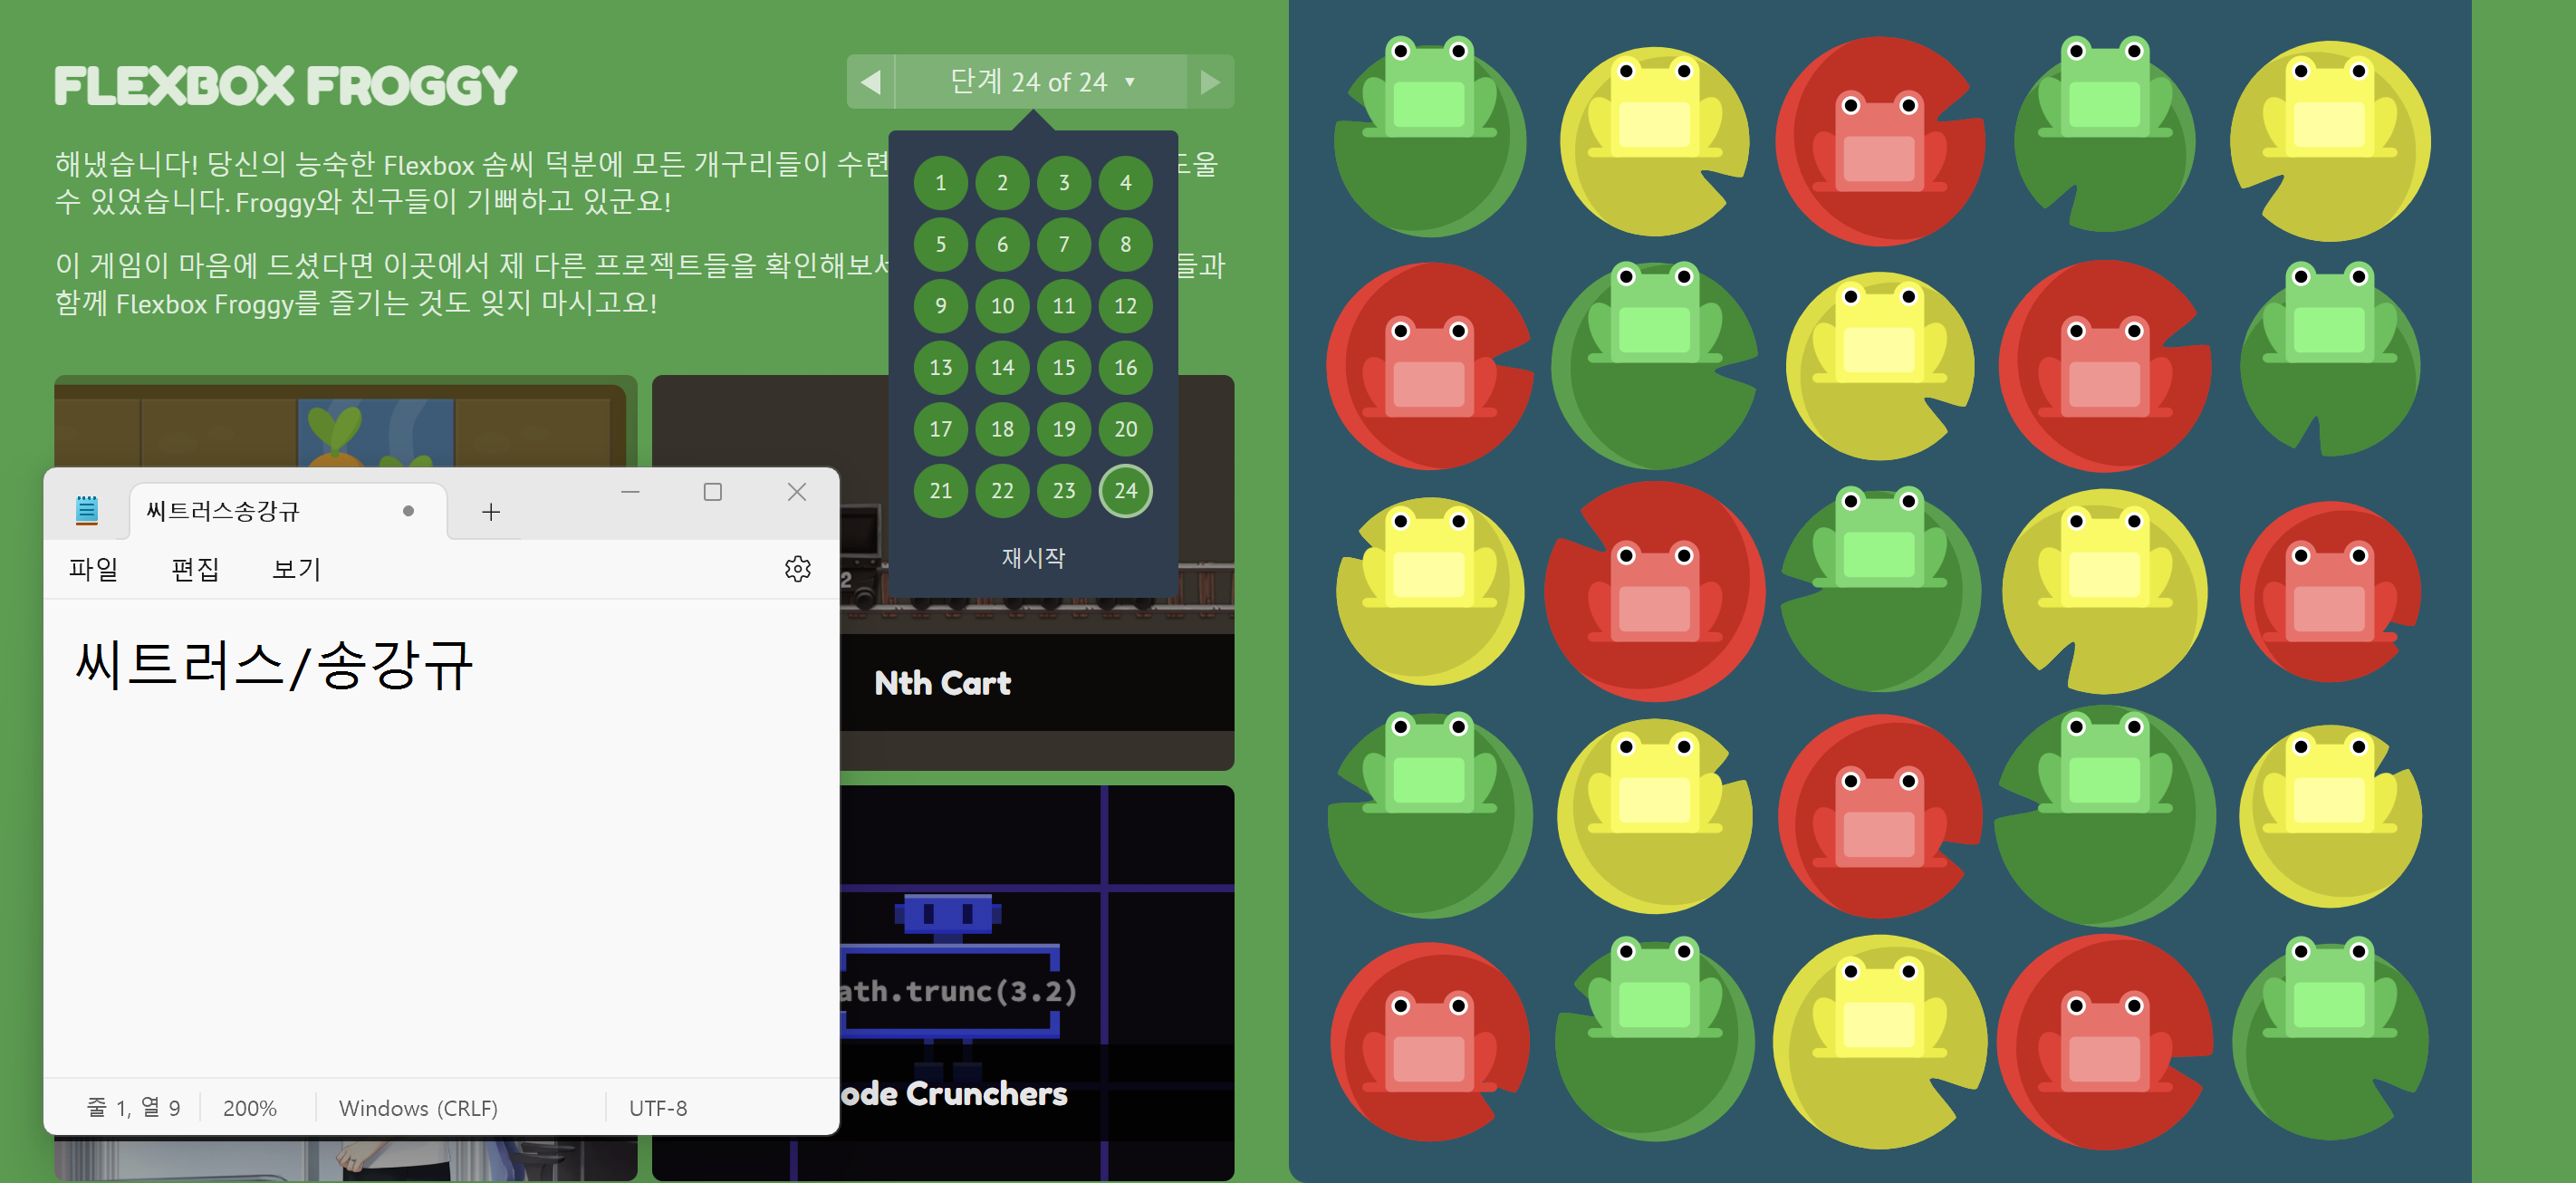 FLEXBOX FROGGY
◀ 단계 24 of 24 ▼ ▶
해냈습니다! 당신의 능숙한 Flexbox 솜씨 덕분에 모든 개구리들이 수련 도울
수 있었습니다. Froggy와 친구들이 기뻐하고 있군요!
이 게임이 마음에 드셨다면 이곳에서 제 다른 프로젝트들을 확인해보 들과
함께 Flexbox Froggy를 즐기는 것도 잊지 마시고요!
1 2 3 4
5 6 7 8
9 10 11 12
13 14 15 16
17 18 19 20
21 22 23 24
재시작
씨트러스송강규
파일 편집 보기
씨트러스/송강규
줄 1, 열 9 200% Windows (CRLF) UTF-8
2
Nth Cart
ath.trunc(3.2)
ode Crunchers